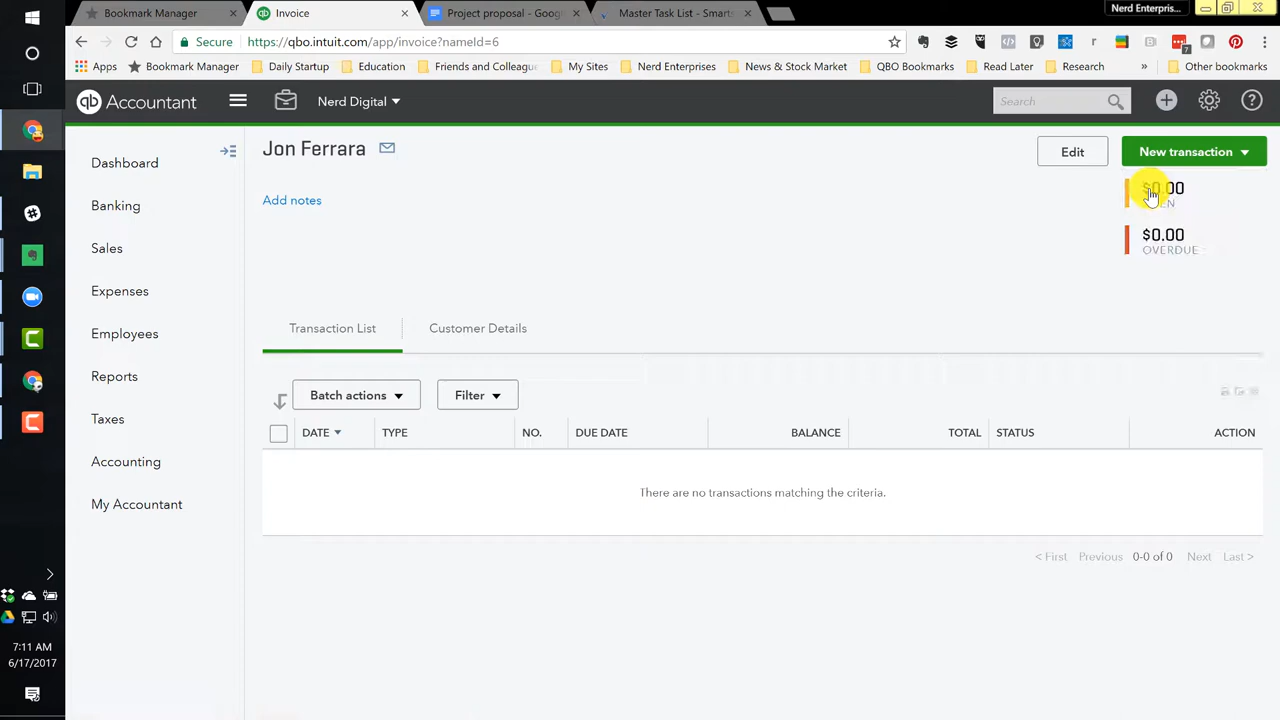 Bookmark Manager
Invoice
Project proposal - Goog
Master Task List - Smarts
Nerd Enterpris...
Secure
https://qbo.intuit.com/app/invoice?nameId=6
Apps
Bookmark Manager
Daily Startup
Education
Friends and Colleagu
My Sites
Nerd Enterprises
News & Stock Market
QBO Bookmarks
Read Later
Research
»
Other bookmarks
qb Accountant
Nerd Digital
Search
Dashboard
Banking
Sales
Expenses
Employees
Reports
Taxes
Accounting
My Accountant
Jon Ferrara
Edit
New transaction
Add notes
$0.00
$0.00
OVERDUE
Transaction List
Customer Details
Batch actions
Filter
DATE TYPE NO. DUE DATE BALANCE TOTAL STATUS ACTION
There are no transactions matching the criteria.
< First Previous 0-0 of 0 Next Last >
7:11 AM
6/17/2017